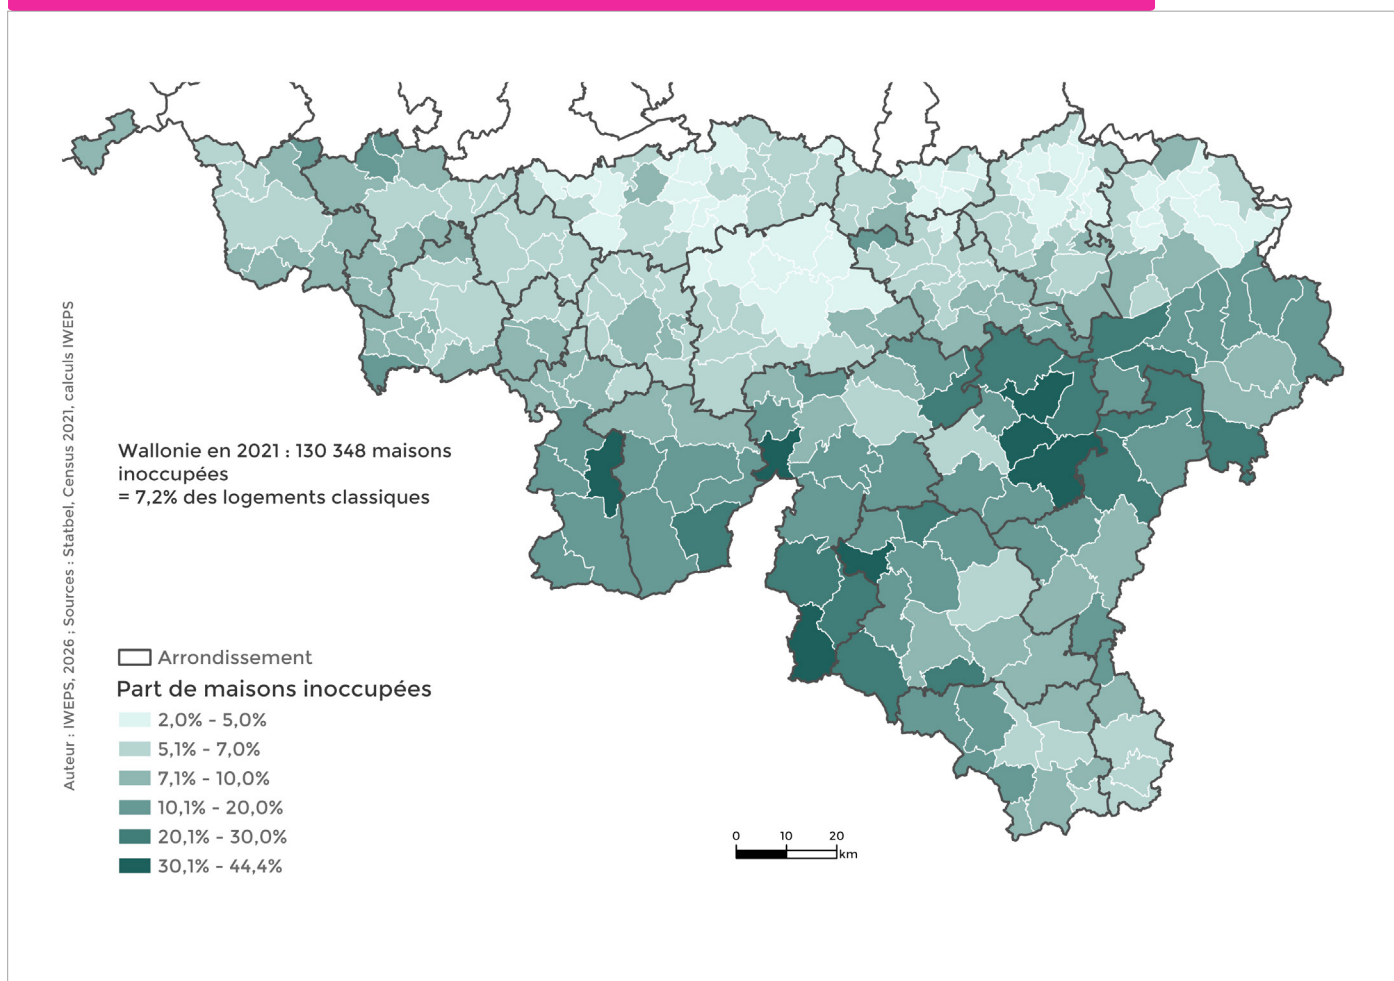 Auteur : IWEPS, 2026 ; Sources : Statbel, Census 2021, calculs IWEPS
Wallonie en 2021 : 130 348 maisons
inoccupées
= 7,2% des logements classiques
Arrondissement
Part de maisons inoccupées
2,0% - 5,0%
5,1% - 7,0%
7,1% - 10,0%
10,1% - 20,0%
20,1% - 30,0%
30,1% - 44,4%
0 10 20
km